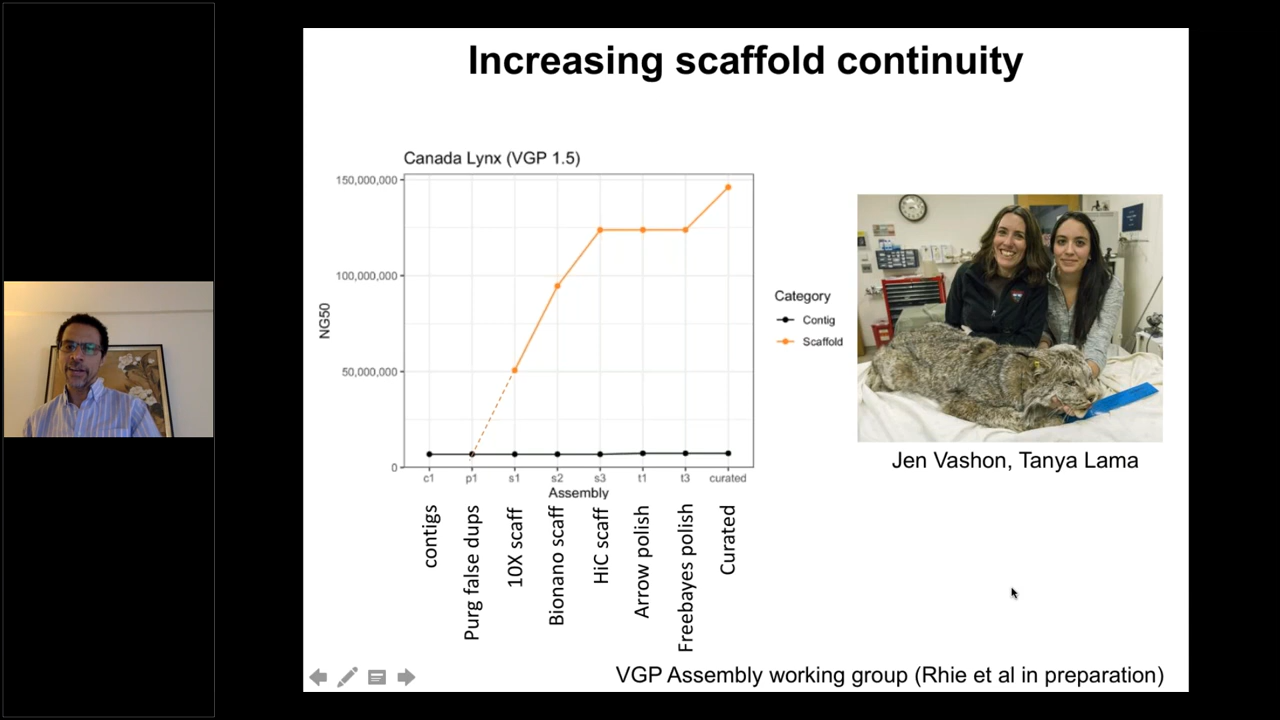 Increasing scaffold continuity
Canada Lynx (VGP 1.5)
150,000,000
100,000,000
50,000,000
0
NG50
c1 p1 s1 s2 s3 t1 t3 curated
Assembly
contigs
Purg false dups
10X scaff
Bionano scaff
HiC scaff
Arrow polish
Freebayes polish
Curated
Category
Contig
Scaffold
Jen Vashon, Tanya Lama
VGP Assembly working group (Rhie et al in preparation)